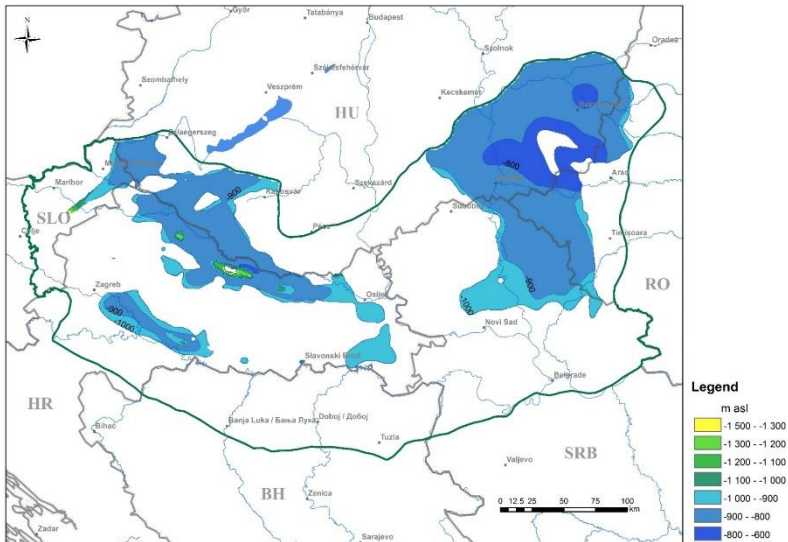 N
Győr
Tatabánya
Budapest
Szombathely
Székesfehérvár
Veszprém
Szolnok
Oradea
Kecskemét
HU
Zalaegerszeg
Maribor
SLO
Celje
-900
Kaposvár
Szekszárd
Pécs
-800
Arad
Subotica
Timisoara
RO
Zagreb
-900
-1000
Osijek
-900
-1000
Novi Sad
Slavonski Brod
Belgrade
HR
Bihac
Banja Luka / Бања Лука
Doboj / Добој
Tuzla
SRB
Valjevo
BH
Zenica
Zadar
Sarajevo
0 12.5 25 50 75 100
km
Legend
m asl
-1 500 - -1 300
-1 300 - -1 200
-1 200 - -1 100
-1 100 - -1 000
-1 000 - -900
-900 - -800
-800 - -600